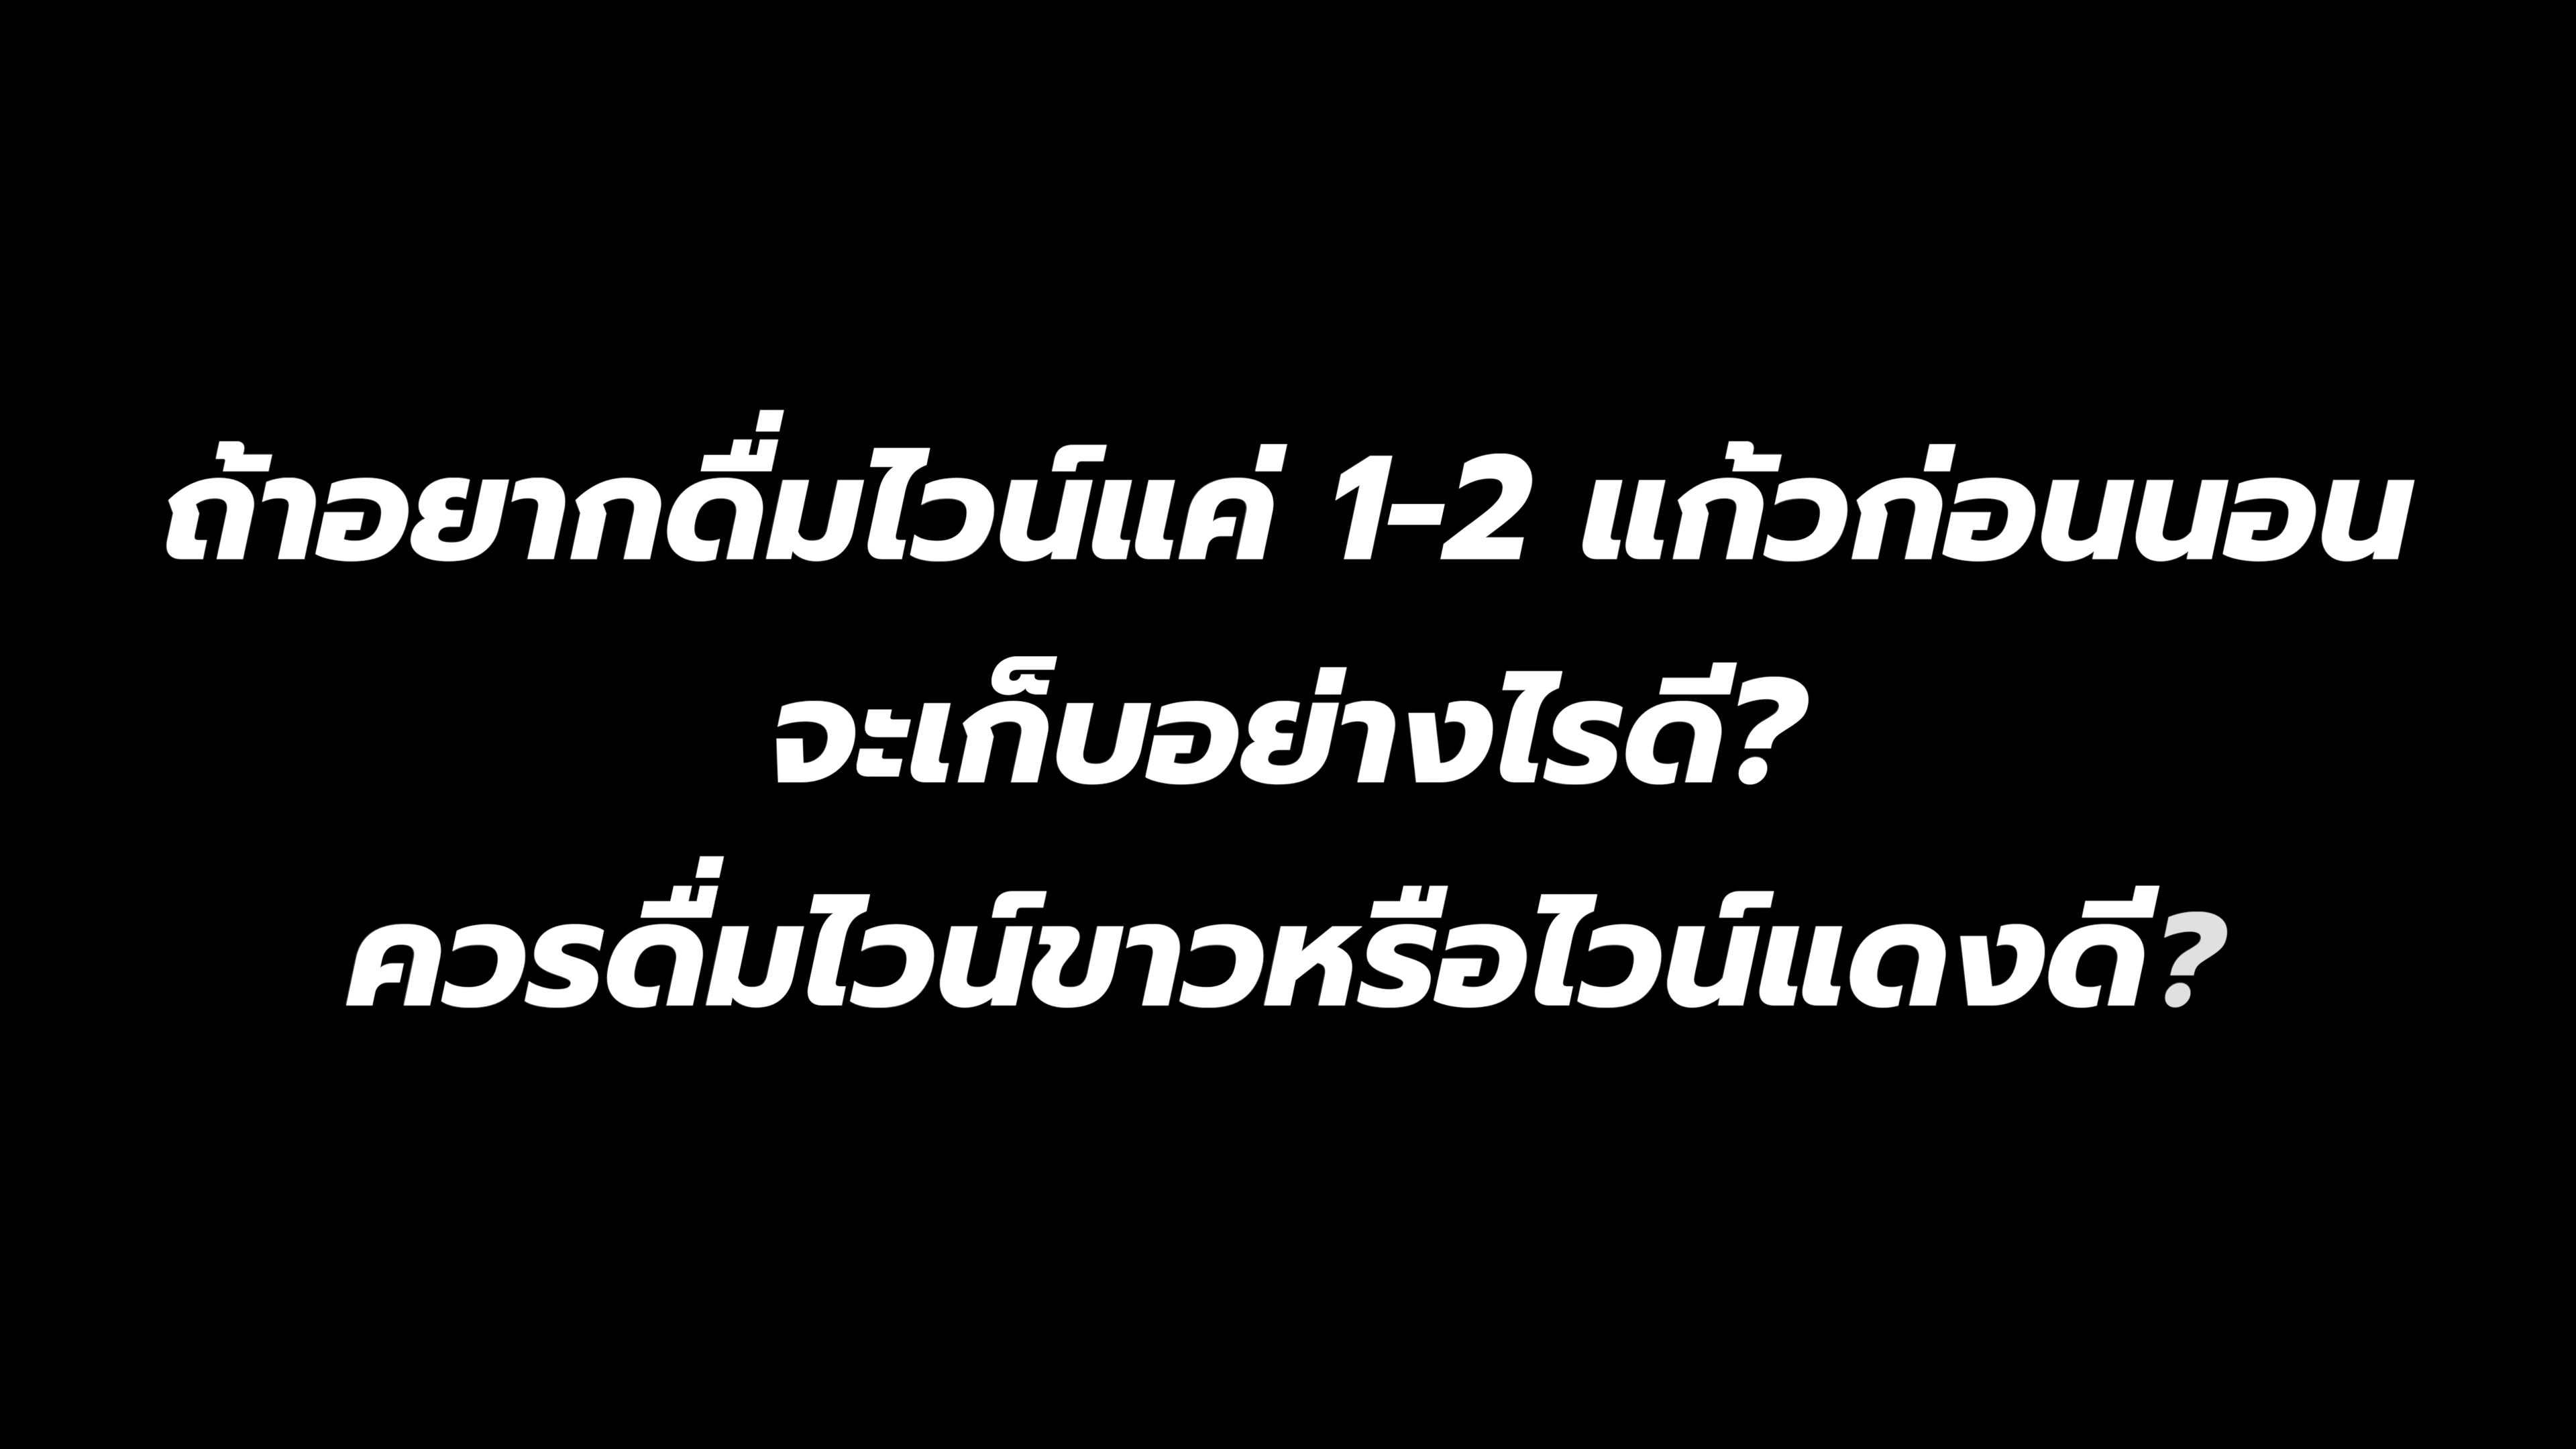 ถ้าอยากดื่มไวน์แค่ 1-2 แก้วก่อนนอน
จะเก็บอย่างไรดี?
ควรดื่มไวน์ขาวหรือไวน์แดงดี?